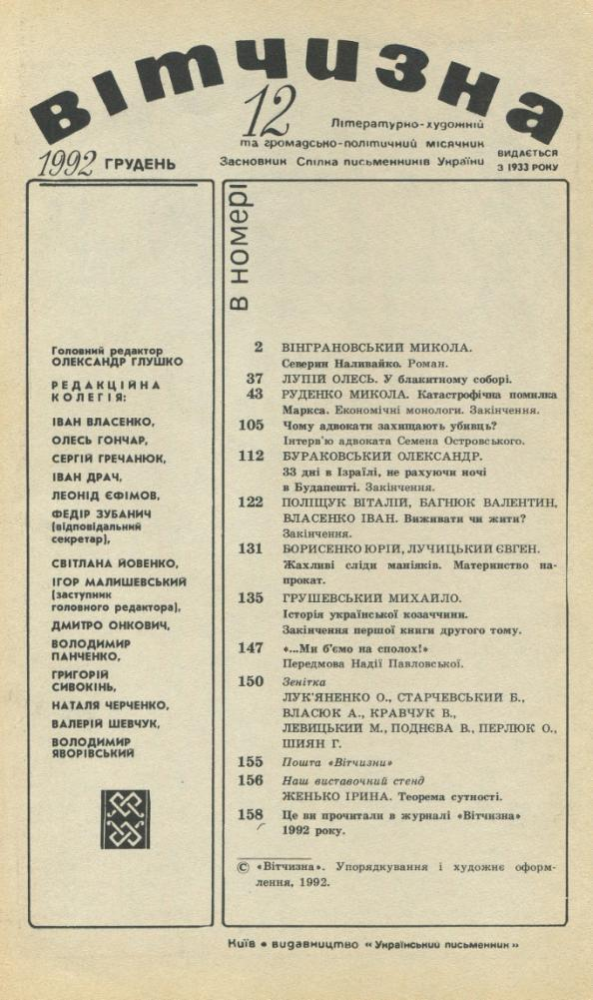 вітчизна
12
Літературно-художній
та громадсько-політичний місячник
Засновник Спілка письменників України
ВИДАЄТЬСЯ
З 1933 РОКУ
1992 ГРУДЕНЬ
Головний редактор
ОЛЕКСАНДР ГЛУШКО
РЕДАКЦІЙНА
КОЛЕГІЯ:
ІВАН ВЛАСЕНКО,
ОЛЕСЬ ГОНЧАР,
СЕРГІЙ ГРЕЧАНЮК,
ІВАН ДРАЧ,
ЛЕОНІД ЄФІМОВ,
ФЕДІР ЗУБАНИЧ
(відповідальний
секретар),
СВІТЛАНА ЙОВЕНКО,
ІГОР МАЛИШЕВСЬКИЙ
(заступник
головного редактора),
ДМИТРО ОНКОВИЧ,
ВОЛОДИМИР
ПАНЧЕНКО,
ГРИГОРІЙ
СИВОКІНЬ,
НАТАЛЯ ЧЕРЧЕНКО,
ВАЛЕРІЙ ШЕВЧУК,
ВОЛОДИМИР
ЯВОРІВСЬКИЙ
в номері
2 ВІНГРАНОВСЬКИЙ МИКОЛА.
Северин Наливайко. Роман.
37 ЛУПІЙ ОЛЕСЬ. У блакитному соборі.
43 РУДЕНКО МИКОЛА. Катастрофічна помилка
Маркса. Економічні монологи. Закінчення.
105 Чому адвокати захищають убивць?
Інтерв'ю адвоката Семена Островського.
112 БУРАКОВСЬКИЙ ОЛЕКСАНДР.
33 дні в Ізраїлі, не рахуючи ночі
в Будапешті. Закінчення.
122 ПОЛІЩУК ВІТАЛІЙ, БАГНЮК ВАЛЕНТИН,
ВЛАСЕНКО ІВАН. Виживати чи жити?
Закінчення.
131 БОРИСЕНКО ЮРІЙ, ЛУЧИЦЬКИЙ ЄВГЕН.
Жахливі сліди маніяків. Материнство на-
прокат.
135 ГРУШЕВСЬКИЙ МИХАЙЛО.
Історія української козаччини.
Закінчення першої книги другого тому.
147 «...Ми б'ємо на сполох!»
Передмова Надії Павловської.
150 Зенітка
ЛУК'ЯНЕНКО О., СТАРЧЕВСЬКИЙ Б.,
ВЛАСЮК А., КРАВЧУК В.,
ЛЕВИЦЬКИЙ М., ПОДНЄВА В., ПЕРЛЮК О.,
ШИЯН Г.
155 Пошта «Вітчизни»
156 Наш виставочний стенд
ЖЕНЬКО ІРИНА. Теорема сутності.
158 Це ви прочитали в журналі «Вітчизна»
1992 року.
© «Вітчизна». Упорядкування і художнє оформ-
лення, 1992.
Київ • видавництво «Український письменник»